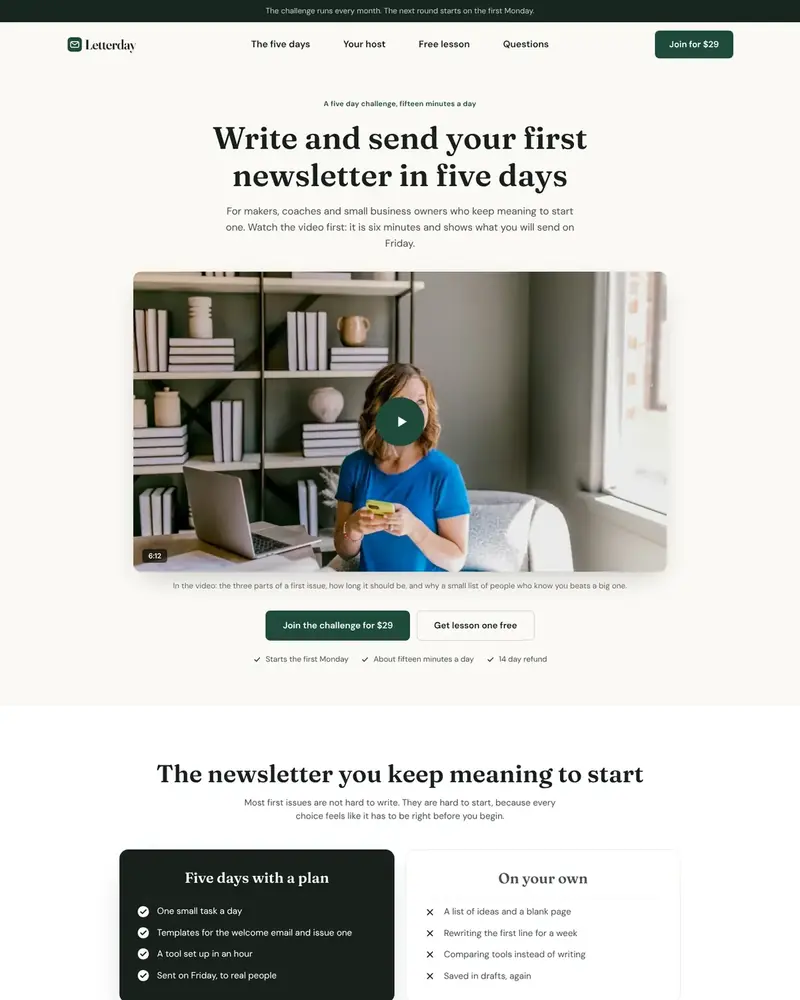 The challenge runs every month. The next round starts on the first Monday.
Letterday
The five days
Your host
Free lesson
Questions
Join for $29
A five day challenge, fifteen minutes a day
Write and send your first
newsletter in five days
For makers, coaches and small business owners who keep meaning to start
one. Watch the video first: it is six minutes and shows what you will send on
Friday.
6:12
In the video: the three parts of a first issue, how long it should be, and why a small list of people who know you beats a big one.
Join the challenge for $29
Get lesson one free
Starts the first Monday
About fifteen minutes a day
14 day refund
The newsletter you keep meaning to start
Most first issues are not hard to write. They are hard to start, because every
choice feels like it has to be right before you begin.
Five days with a plan
One small task a day
Templates for the welcome email and issue one
A tool set up in an hour
Sent on Friday, to real people
On your own
A list of ideas and a blank page
Rewriting the first line for a week
Comparing tools instead of writing
Saved in drafts, again